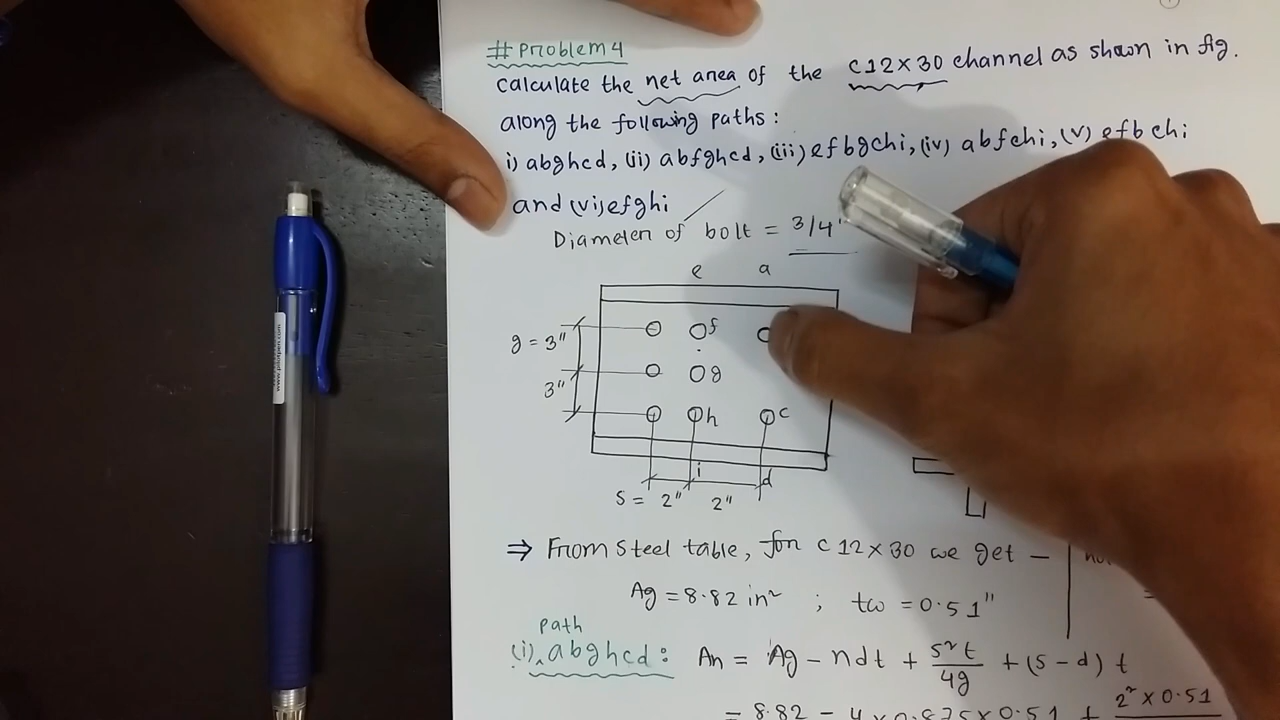 # Problem 4
calculate the net area of the C12×30 channel as shown in fig.
along the following paths:
i) abghcd, (ii) abfghcd, (iii) efbgchi, (iv) abfchi, (v) efbchi
and (vi) efghi
Diameter of bolt = 3/4"
e a
f
g = 3"
g
3"
h c
i d
S = 2" 2"
⇒ From steel table, for C12×30 we get —
Ag = 8.82 in² ; tw = 0.51"
path
(i) abghcd: An = Ag - ndt + s²t/4g + (s - d) t
= 8.82 - 4×0.875×0.51 + 2²×0.51